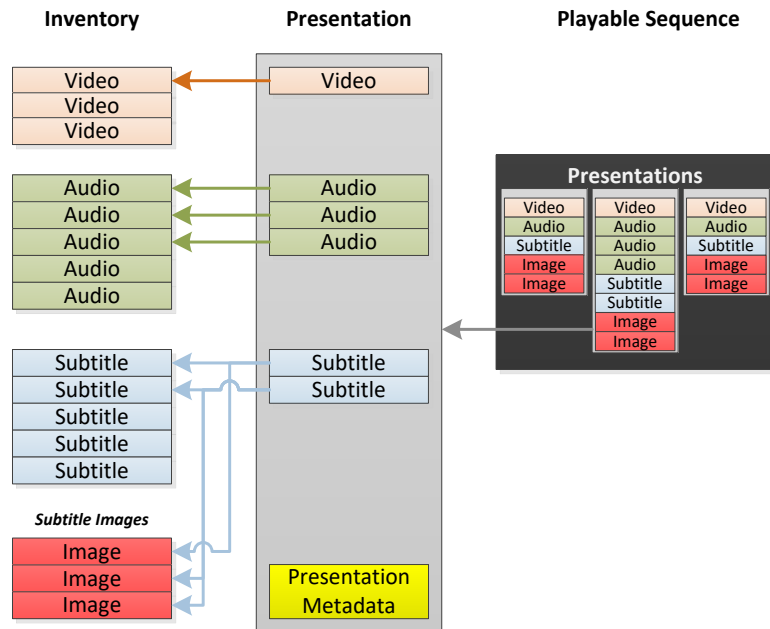 Inventory
Presentation
Playable Sequence
Video
Video
Video
Video
Audio
Audio
Audio
Audio
Audio
Audio
Audio
Audio
Presentations
Video
Audio
Subtitle
Image
Image
Video
Audio
Audio
Audio
Subtitle
Subtitle
Image
Image
Video
Audio
Subtitle
Image
Image
Subtitle
Subtitle
Subtitle
Subtitle
Subtitle
Subtitle
Subtitle
Subtitle Images
Image
Image
Image
Presentation
Metadata